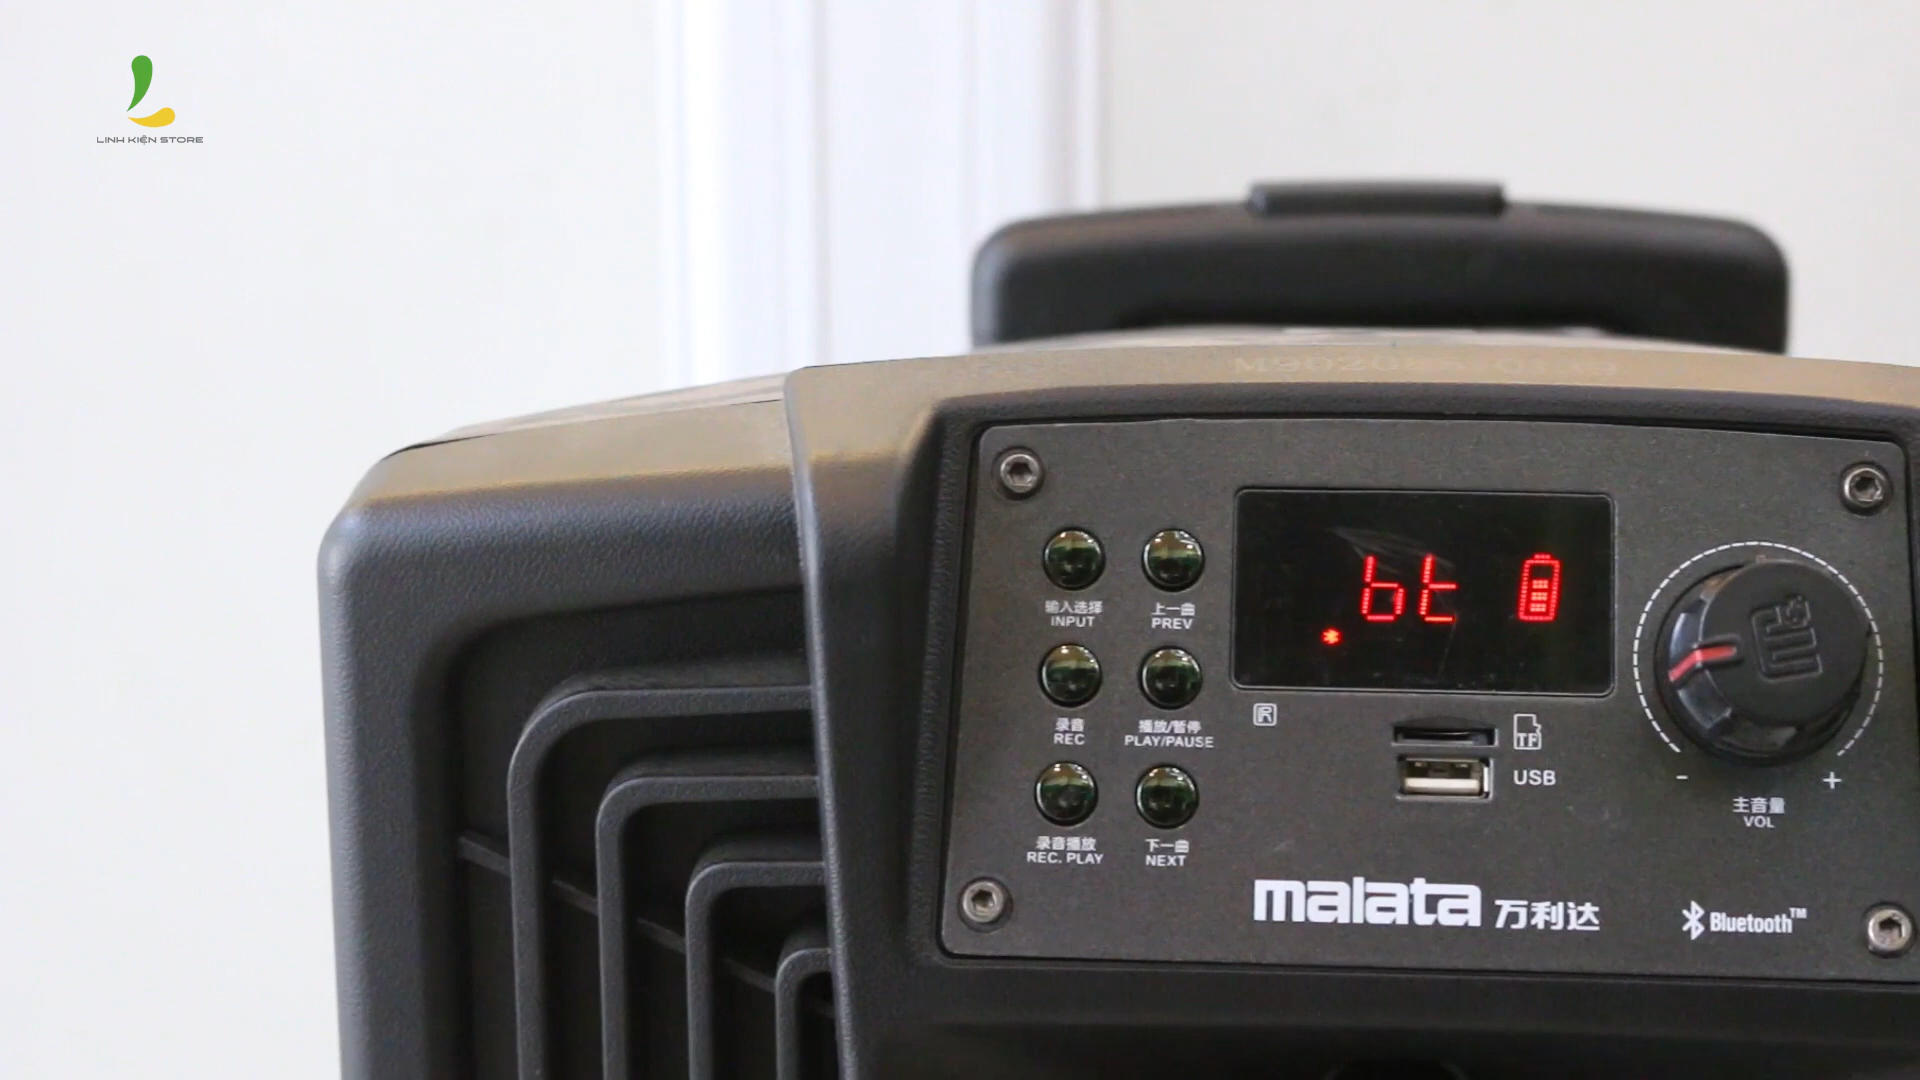 LINH KIỆN STORE
bt
输入选择
INPUT
上一曲
PREV
录音
REC
播放/暂停
PLAY/PAUSE
录音播放
REC. PLAY
下一曲
NEXT
IR
TF
USB
- +
主音量
VOL
malata 万利达
Bluetooth™